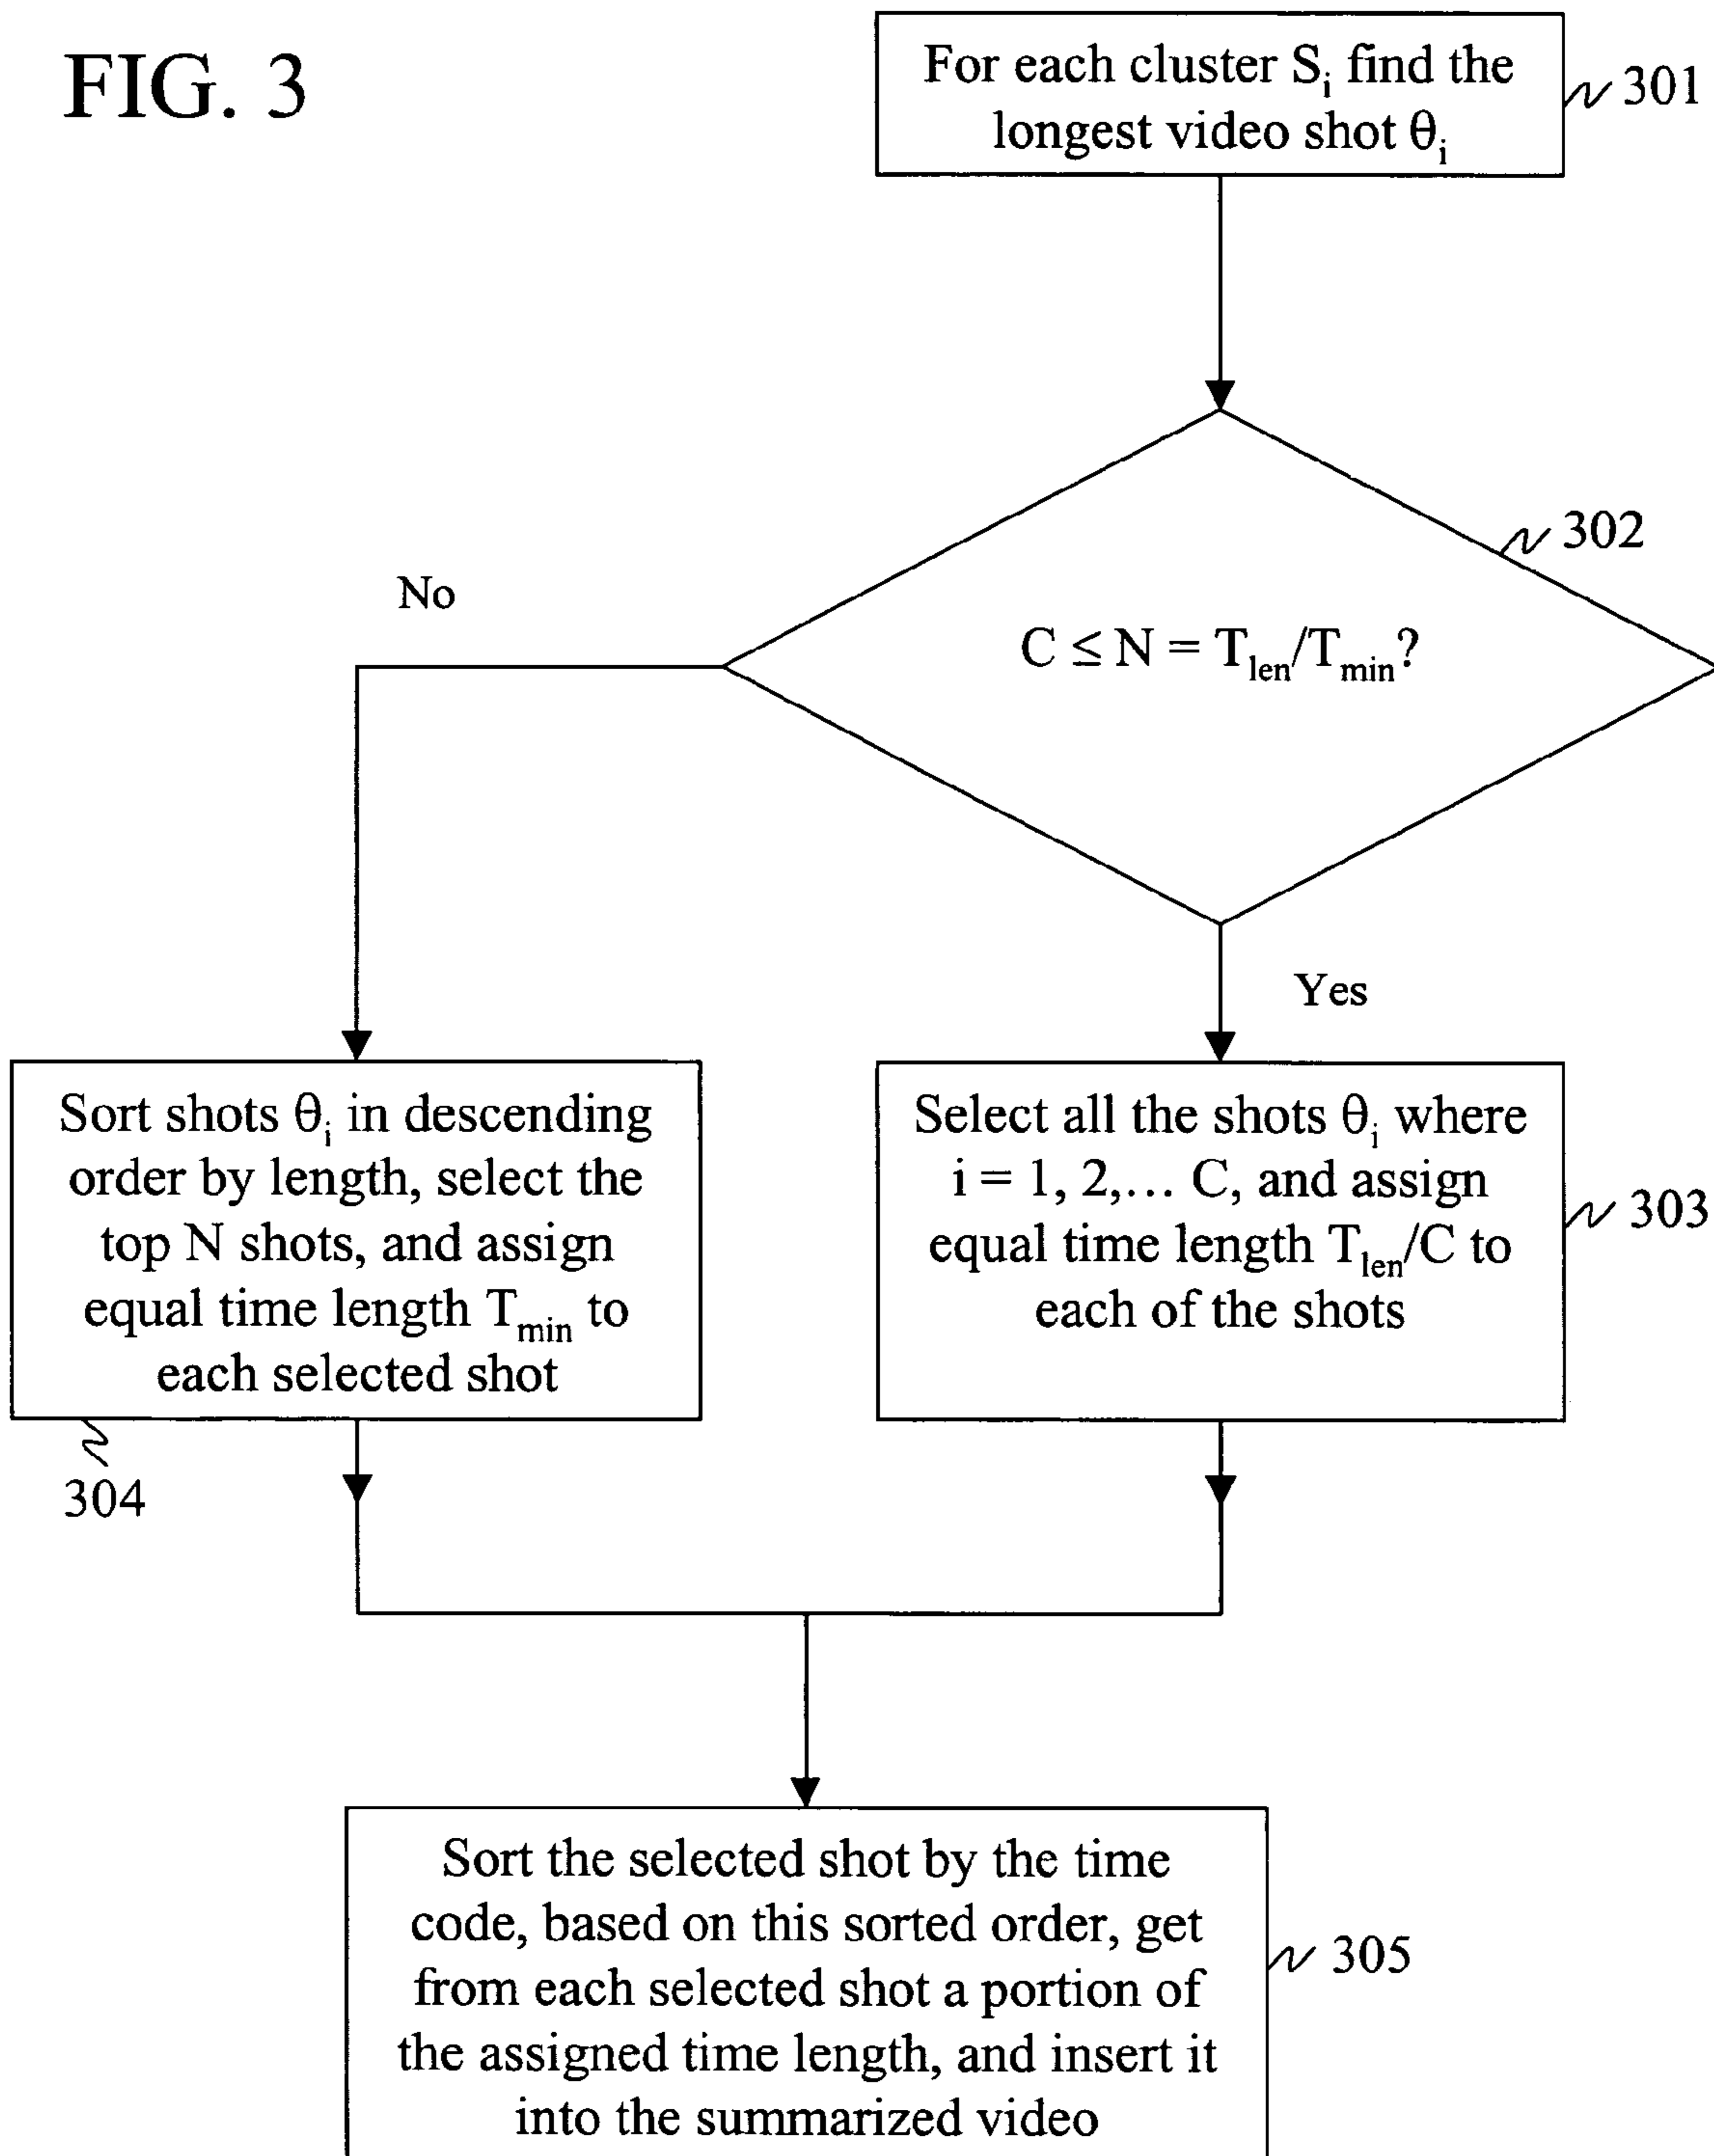 FIG. 3
For each cluster Sᵢ find the
longest video shot θᵢ
301
302
No
C ≤ N = T_len/T_min?
Yes
Sort shots θᵢ in descending
order by length, select the
top N shots, and assign
equal time length T_min to
each selected shot
304
Select all the shots θᵢ where
i = 1, 2,... C, and assign
equal time length T_len/C to
each of the shots
303
Sort the selected shot by the time
code, based on this sorted order, get
from each selected shot a portion of
the assigned time length, and insert it
into the summarized video
305